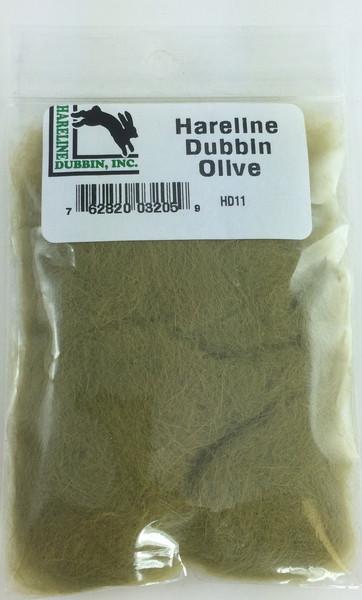 HARELINE
DUBBIN, INC.
Hareline
Dubbin
Olive
7 62820 03205 9
HD11